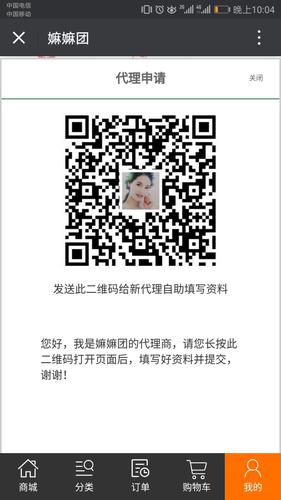 中国电信
中国移动
晚上10:04
嫲嫲团
代理申请
关闭
发送此二维码给新代理自助填写资料
您好，我是嫲嫲团的代理商，请您长按此
二维码打开页面后，填写好资料并提交，
谢谢！
商城
分类
订单
购物车
我的